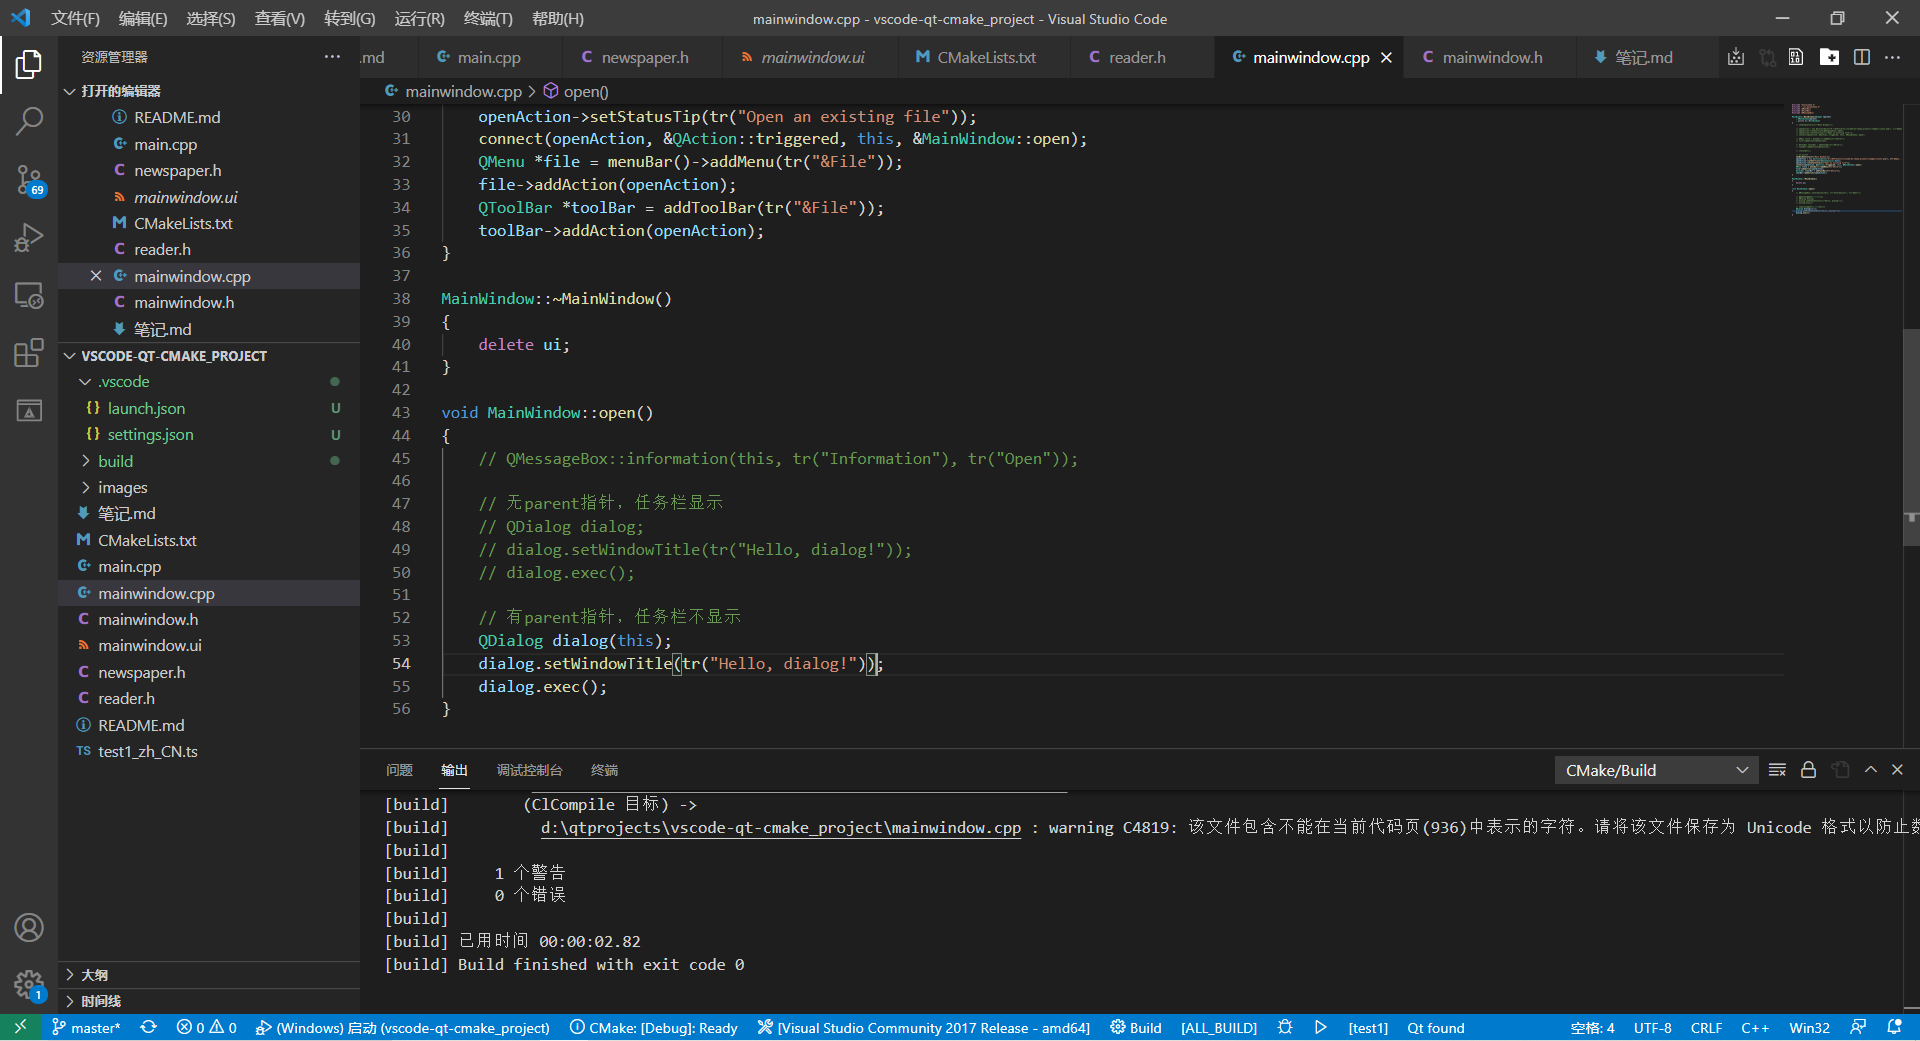 文件(F) 编辑(E) 选择(S) 查看(V) 转到(G) 运行(R) 终端(T) 帮助(H)
mainwindow.cpp - vscode-qt-cmake_project - Visual Studio Code
资源管理器
打开的编辑器
README.md
main.cpp
newspaper.h
mainwindow.ui
CMakeLists.txt
reader.h
mainwindow.cpp
mainwindow.h
笔记.md
VSCODE-QT-CMAKE_PROJECT
.vscode
launch.json U
settings.json U
build
images
笔记.md
CMakeLists.txt
main.cpp
mainwindow.cpp
mainwindow.h
mainwindow.ui
newspaper.h
reader.h
README.md
TS test1_zh_CN.ts
大纲
时间线
69
1
.md main.cpp newspaper.h mainwindow.ui CMakeLists.txt reader.h mainwindow.cpp mainwindow.h 笔记.md
mainwindow.cpp > open()
30 openAction->setStatusTip(tr("Open an existing file"));
31 connect(openAction, &QAction::triggered, this, &MainWindow::open);
32 QMenu *file = menuBar()->addMenu(tr("&File"));
33 file->addAction(openAction);
34 QToolBar *toolBar = addToolBar(tr("&File"));
35 toolBar->addAction(openAction);
36 }
37
38 MainWindow::~MainWindow()
39 {
40 delete ui;
41 }
42
43 void MainWindow::open()
44 {
45 // QMessageBox::information(this, tr("Information"), tr("Open"));
46
47 // 无parent指针，任务栏显示
48 // QDialog dialog;
49 // dialog.setWindowTitle(tr("Hello, dialog!"));
50 // dialog.exec();
51
52 // 有parent指针，任务栏不显示
53 QDialog dialog(this);
54 dialog.setWindowTitle(tr("Hello, dialog!"));
55 dialog.exec();
56 }
问题 输出 调试控制台 终端
CMake/Build
[build] (ClCompile 目标) ->
[build] d:\qtprojects\vscode-qt-cmake_project\mainwindow.cpp : warning C4819: 该文件包含不能在当前代码页(936)中表示的字符。请将该文件保存为 Unicode 格式以防止数
[build]
[build] 1 个警告
[build] 0 个错误
[build]
[build] 已用时间 00:00:02.82
[build] Build finished with exit code 0
master* 0 0 (Windows) 启动 (vscode-qt-cmake_project) CMake: [Debug]: Ready [Visual Studio Community 2017 Release - amd64] Build [ALL_BUILD] [test1] Qt found 空格: 4 UTF-8 CRLF C++ Win32